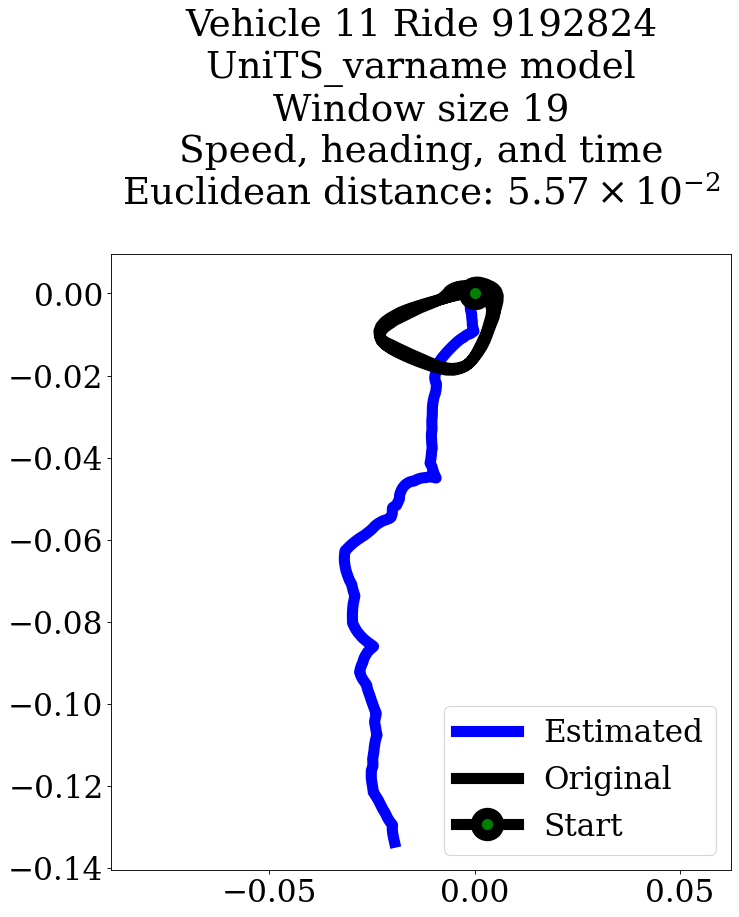 Vehicle 11 Ride 9192824
UniTS_varname model
Window size 19
Speed, heading, and time
Euclidean distance: 5.57 × 10⁻²
0.00
−0.02
−0.04
−0.06
−0.08
−0.10
−0.12
−0.14
Estimated
Original
Start
−0.05
0.00
0.05